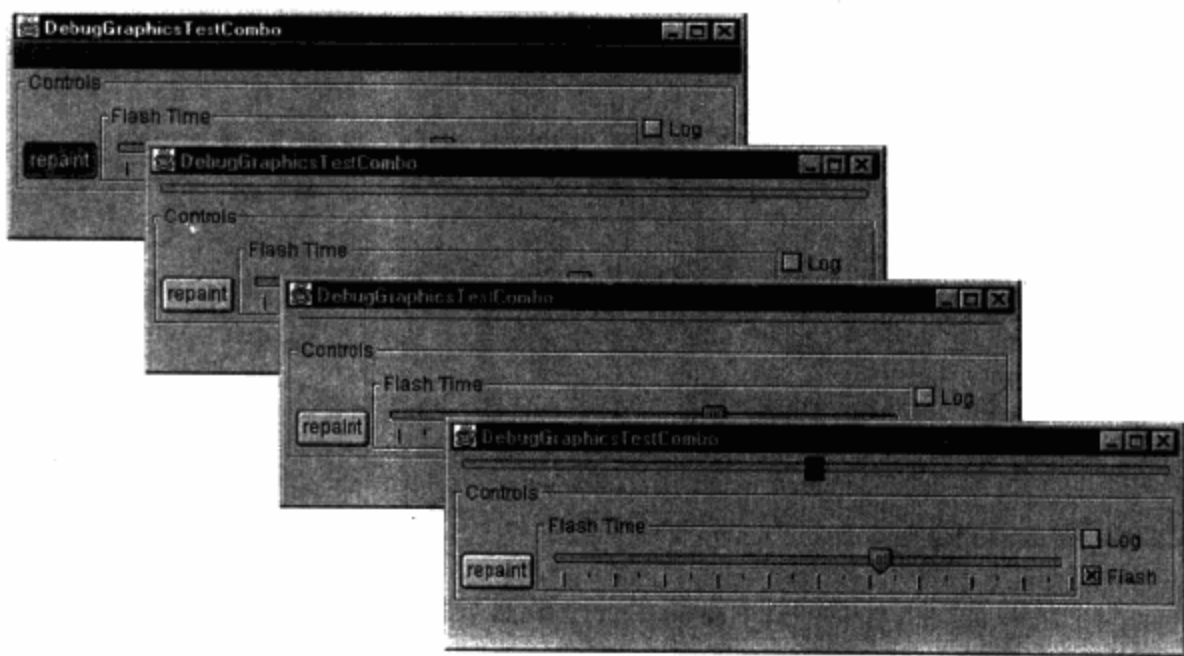 DebugGraphicsTestCombo
Controls
Flash Time
Log
repaint
DebugGraphicsTestCombo
Controls
Flash Time
Log
repaint
DebugGraphicsTestCombo
Controls
Flash Time
Log
repaint
DebugGraphicsTestCombo
Controls
Flash Time
Log
repaint
Flash